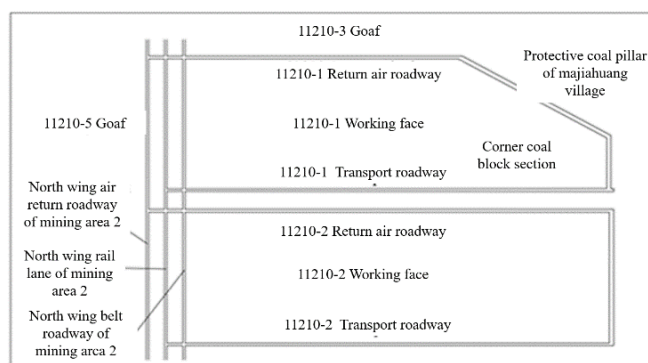 11210-3 Goaf
Protective coal pillar
of majiahuang
village
11210-1 Return air roadway
11210-5 Goaf
11210-1 Working face
Corner coal
block section
11210-1 Transport roadway
North wing air
return roadway
of mining area 2
11210-2 Return air roadway
North wing rail
lane of mining
area 2
11210-2 Working face
North wing belt
roadway of
mining area 2
11210-2 Transport roadway